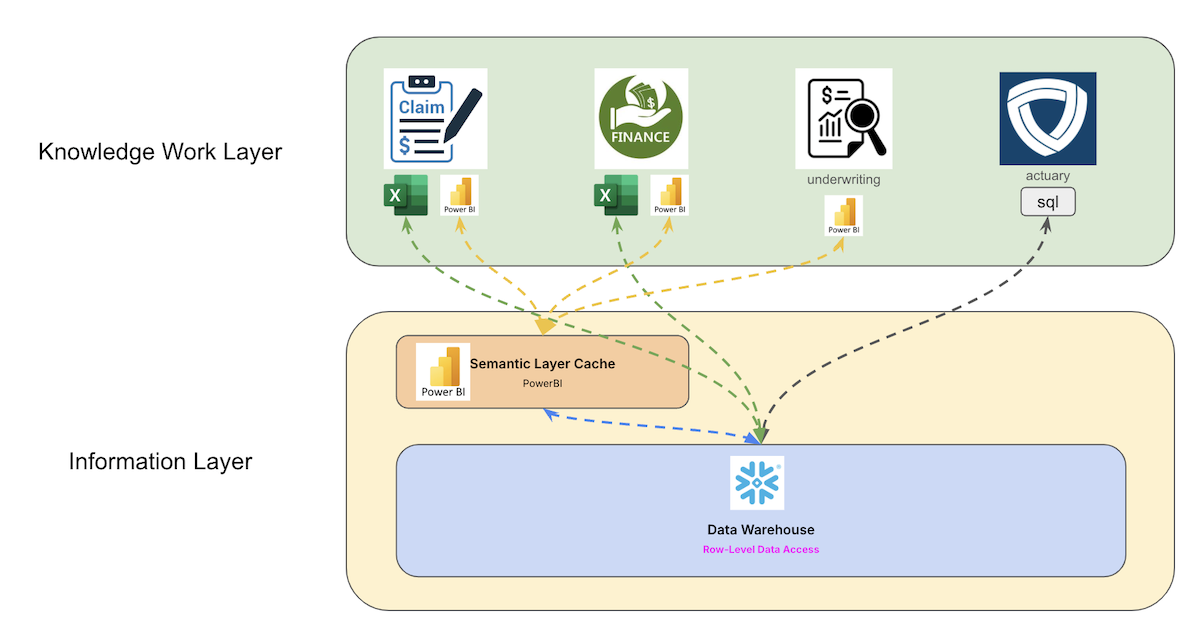 Knowledge Work Layer
Claim
$
X
Power BI
$
FINANCE
X
Power BI
$
underwriting
Power BI
actuary
sql
Information Layer
Power BI
Semantic Layer Cache
PowerBI
Data Warehouse
Row-Level Data Access